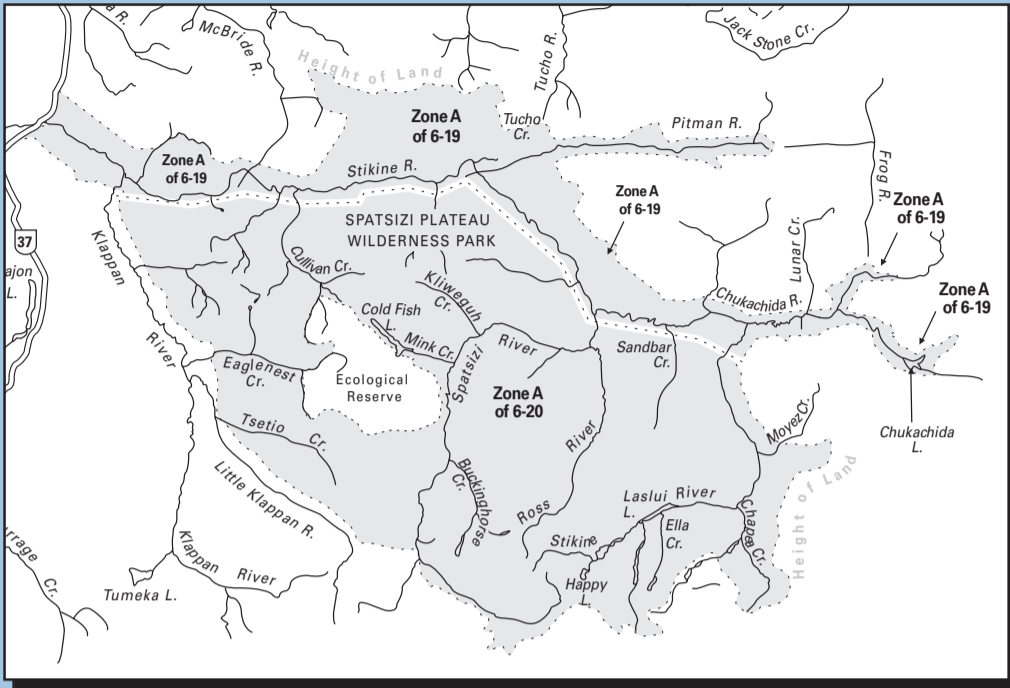 a R.
McBride R.
Height of Land
Tucho R.
Jack Stone Cr.
Zone A
of 6-19
Tucho
Cr.
Pitman R.
Zone A
of 6-19
Stikine R.
Frog R.
Zone A
of 6-19
Zone A
of 6-19
SPATSIZI PLATEAU
WILDERNESS PARK
37
Klappan
River
Cullivan Cr.
Lunar Cr.
ajon
L.
Kliweguh
Cr.
Chukachida R.
Zone A
of 6-19
Cold Fish
L.
Mink Cr.
River
Spatsizi
Sandbar
Cr.
Eaglenest
Cr.
Ecological
Reserve
Zone A
of 6-20
Chukachida
L.
Tsetio Cr.
Moyez Cr.
River
Ross
Height of Land
Little Klappan R.
Buckinghorse
Cr.
Laslui River
L.
Ella
Cr.
Chapea Cr.
Stikine
urrage Cr.
Klappan River
Happy
L.
Tumeka L.